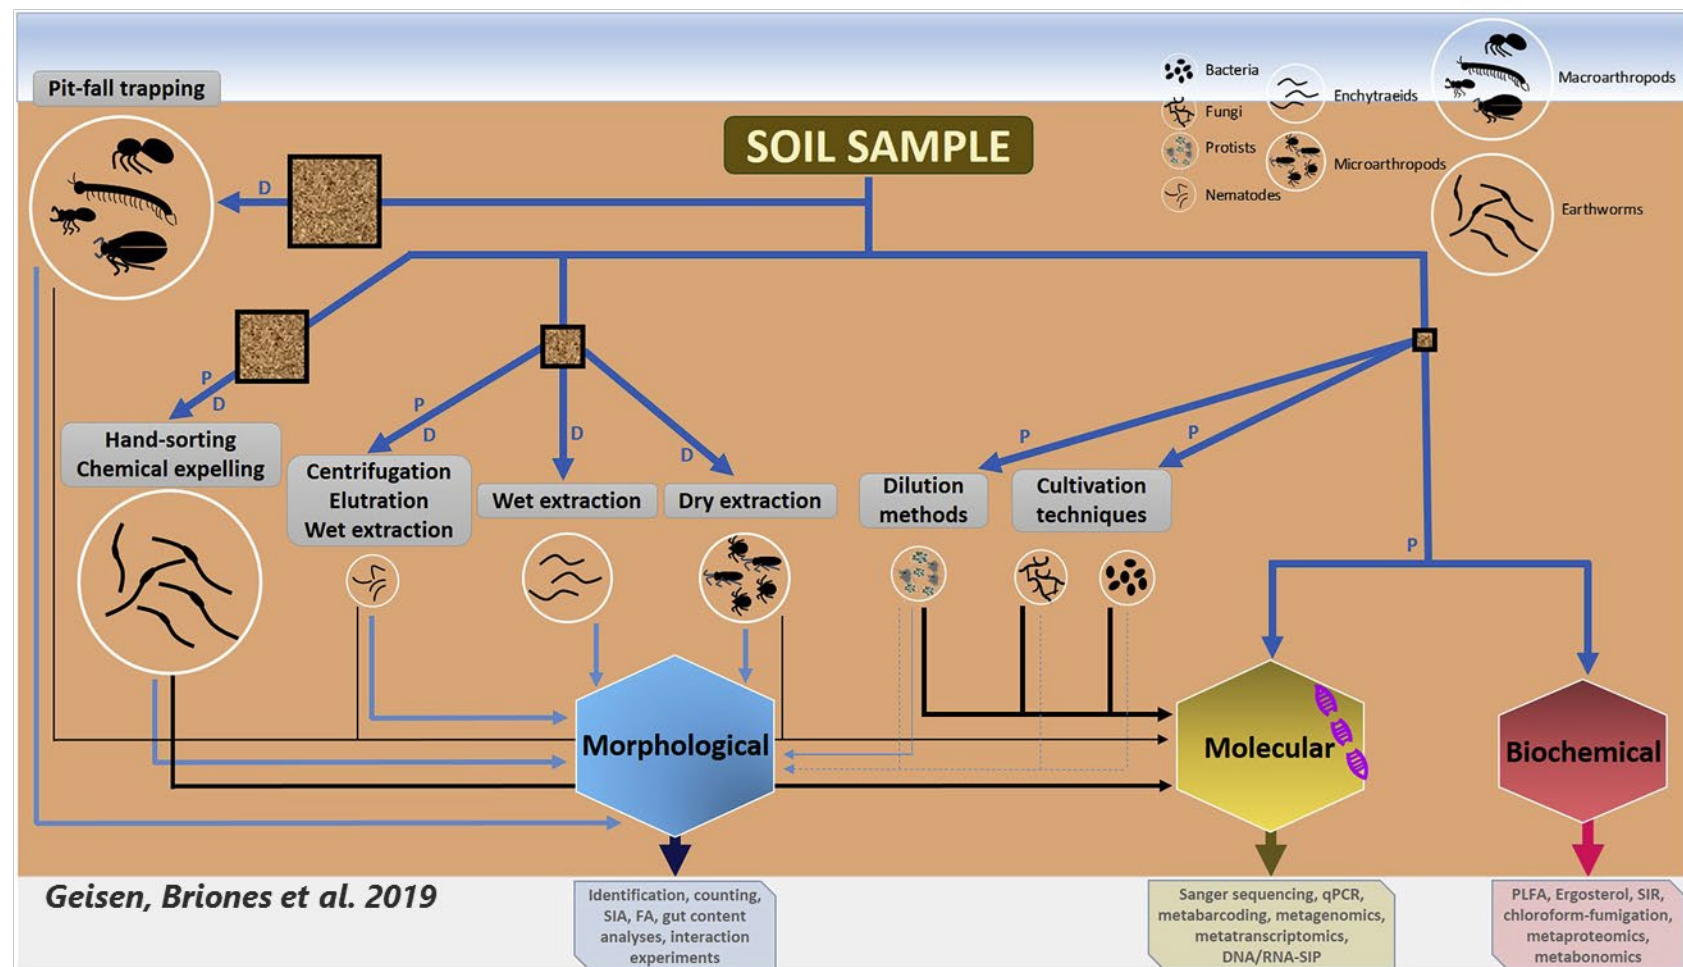 Pit-fall trapping
SOIL SAMPLE
Bacteria
Fungi
Protists
Nematodes
Enchytraeids
Microarthropods
Macroarthropods
Earthworms
D
P
D
P
D
D
D
P
P
P
Hand-sorting
Chemical expelling
Centrifugation
Elutration
Wet extraction
Wet extraction
Dry extraction
Dilution
methods
Cultivation
techniques
Morphological
Molecular
Biochemical
Geisen, Briones et al. 2019
Identification, counting,
SIA, FA, gut content
analyses, interaction
experiments
Sanger sequencing, qPCR,
metabarcoding, metagenomics,
metatranscriptomics,
DNA/RNA-SIP
PLFA, Ergosterol, SIR,
chloroform-fumigation,
metaproteomics,
metabonomics